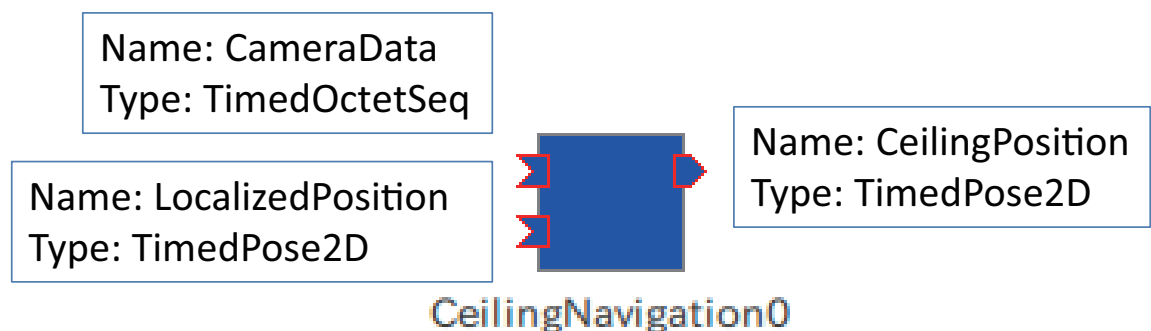 Name: CameraData
Type: TimedOctetSeq
Name: LocalizedPosition
Type: TimedPose2D
Name: CeilingPosition
Type: TimedPose2D
CeilingNavigation0